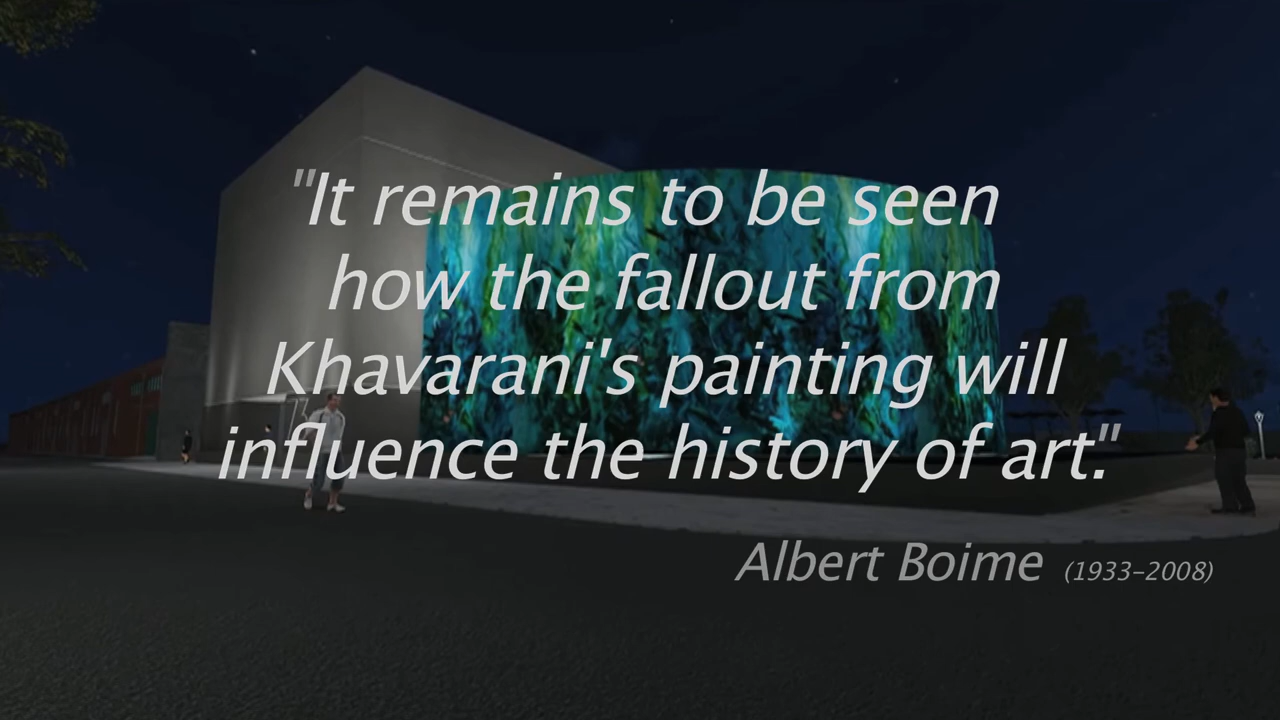 "It remains to be seen
how the fallout from
Khavarani's painting will
influence the history of art."
Albert Boime (1933–2008)